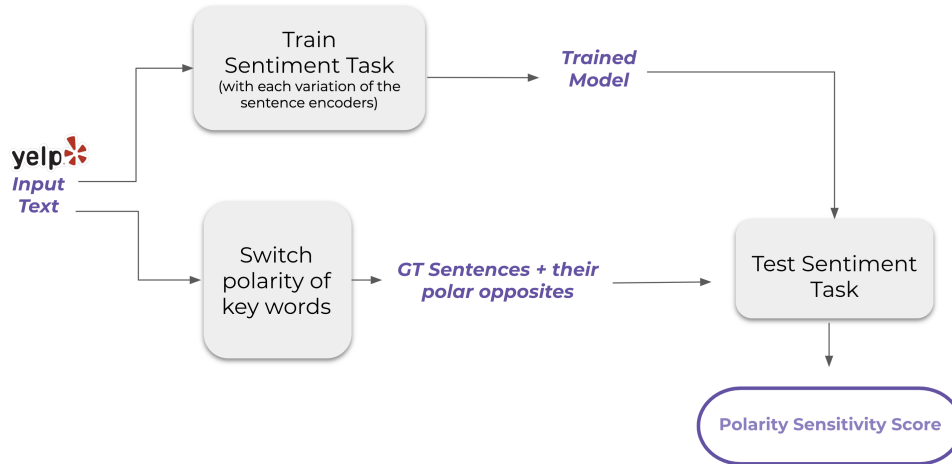 Train
Sentiment Task
(with each variation of the
sentence encoders)
Trained
Model
yelp
Input
Text
Switch
polarity of
key words
GT Sentences + their
polar opposites
Test Sentiment
Task
Polarity Sensitivity Score